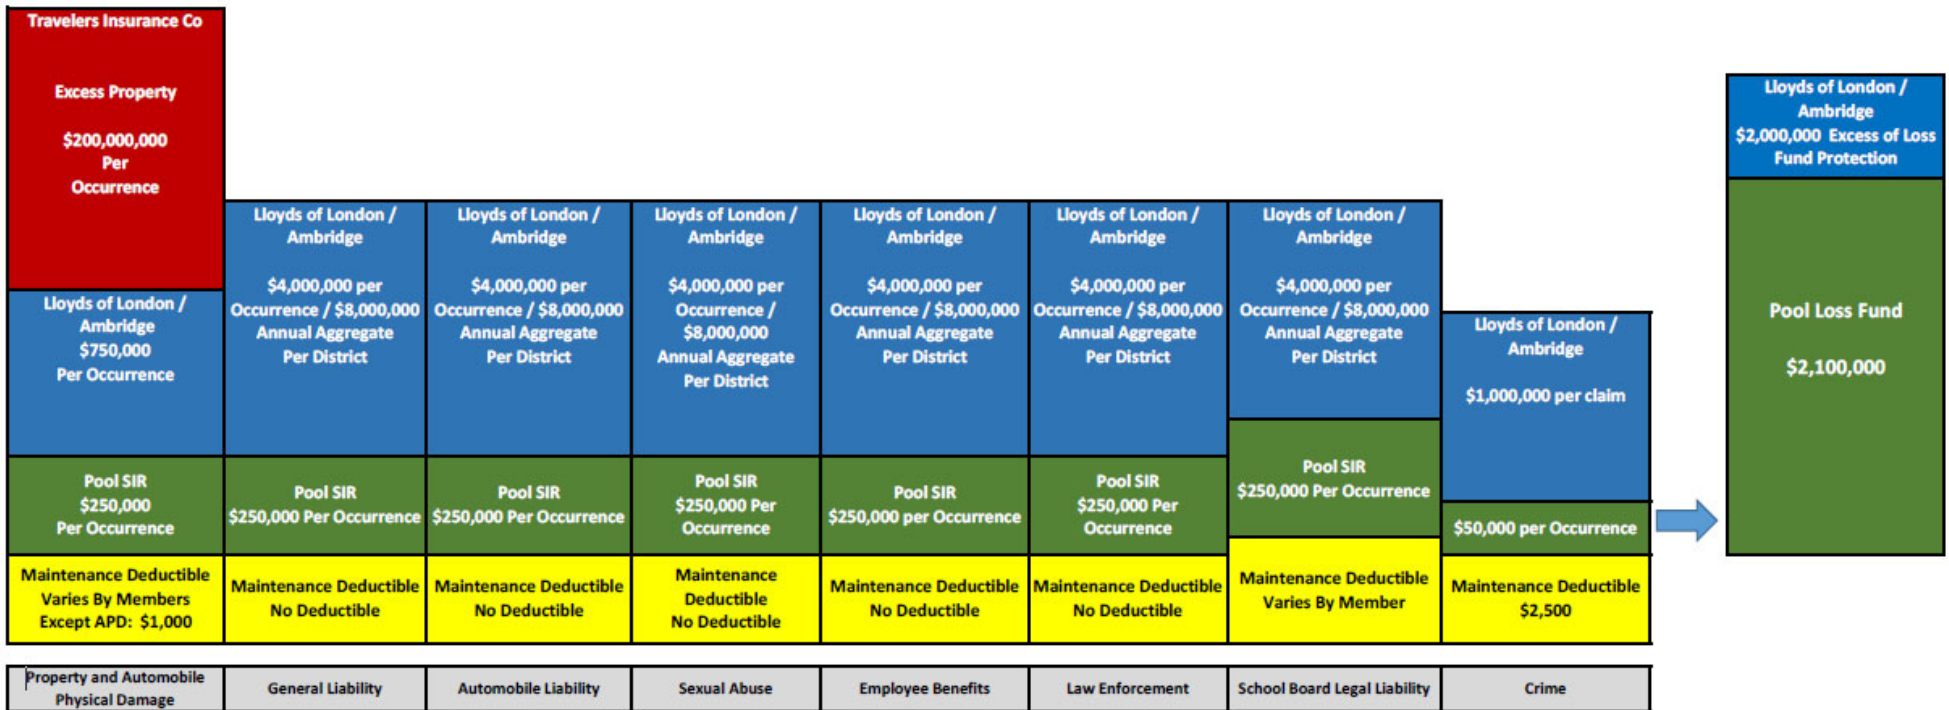 Travelers Insurance Co
Excess Property
$200,000,000
Per
Occurrence
Lloyds of London /
Ambridge
$750,000
Per Occurrence
Pool SIR
$250,000
Per Occurrence
Maintenance Deductible
Varies By Members
Except APD: $1,000
Property and Automobile
Physical Damage
Lloyds of London /
Ambridge
$4,000,000 per
Occurrence / $8,000,000
Annual Aggregate
Per District
Pool SIR
$250,000 Per Occurrence
Maintenance Deductible
No Deductible
General Liability
Lloyds of London /
Ambridge
$4,000,000 per
Occurrence / $8,000,000
Annual Aggregate
Per District
Pool SIR
$250,000 Per Occurrence
Maintenance Deductible
No Deductible
Automobile Liability
Lloyds of London /
Ambridge
$4,000,000 per
Occurrence /
$8,000,000
Annual Aggregate
Per District
Pool SIR
$250,000 Per
Occurrence
Maintenance
Deductible
No Deductible
Sexual Abuse
Lloyds of London /
Ambridge
$4,000,000 per
Occurrence / $8,000,000
Annual Aggregate
Per District
Pool SIR
$250,000 per Occurrence
Maintenance Deductible
No Deductible
Employee Benefits
Lloyds of London /
Ambridge
$4,000,000 per
Occurrence / $8,000,000
Annual Aggregate
Per District
Pool SIR
$250,000 Per
Occurrence
Maintenance Deductible
No Deductible
Law Enforcement
Lloyds of London /
Ambridge
$4,000,000 per
Occurrence / $8,000,000
Annual Aggregate
Per District
Pool SIR
$250,000 Per Occurrence
Maintenance Deductible
Varies By Member
School Board Legal Liability
Lloyds of London /
Ambridge
$1,000,000 per claim
$50,000 per Occurrence
Maintenance Deductible
$2,500
Crime
Lloyds of London /
Ambridge
$2,000,000 Excess of Loss
Fund Protection
Pool Loss Fund
$2,100,000